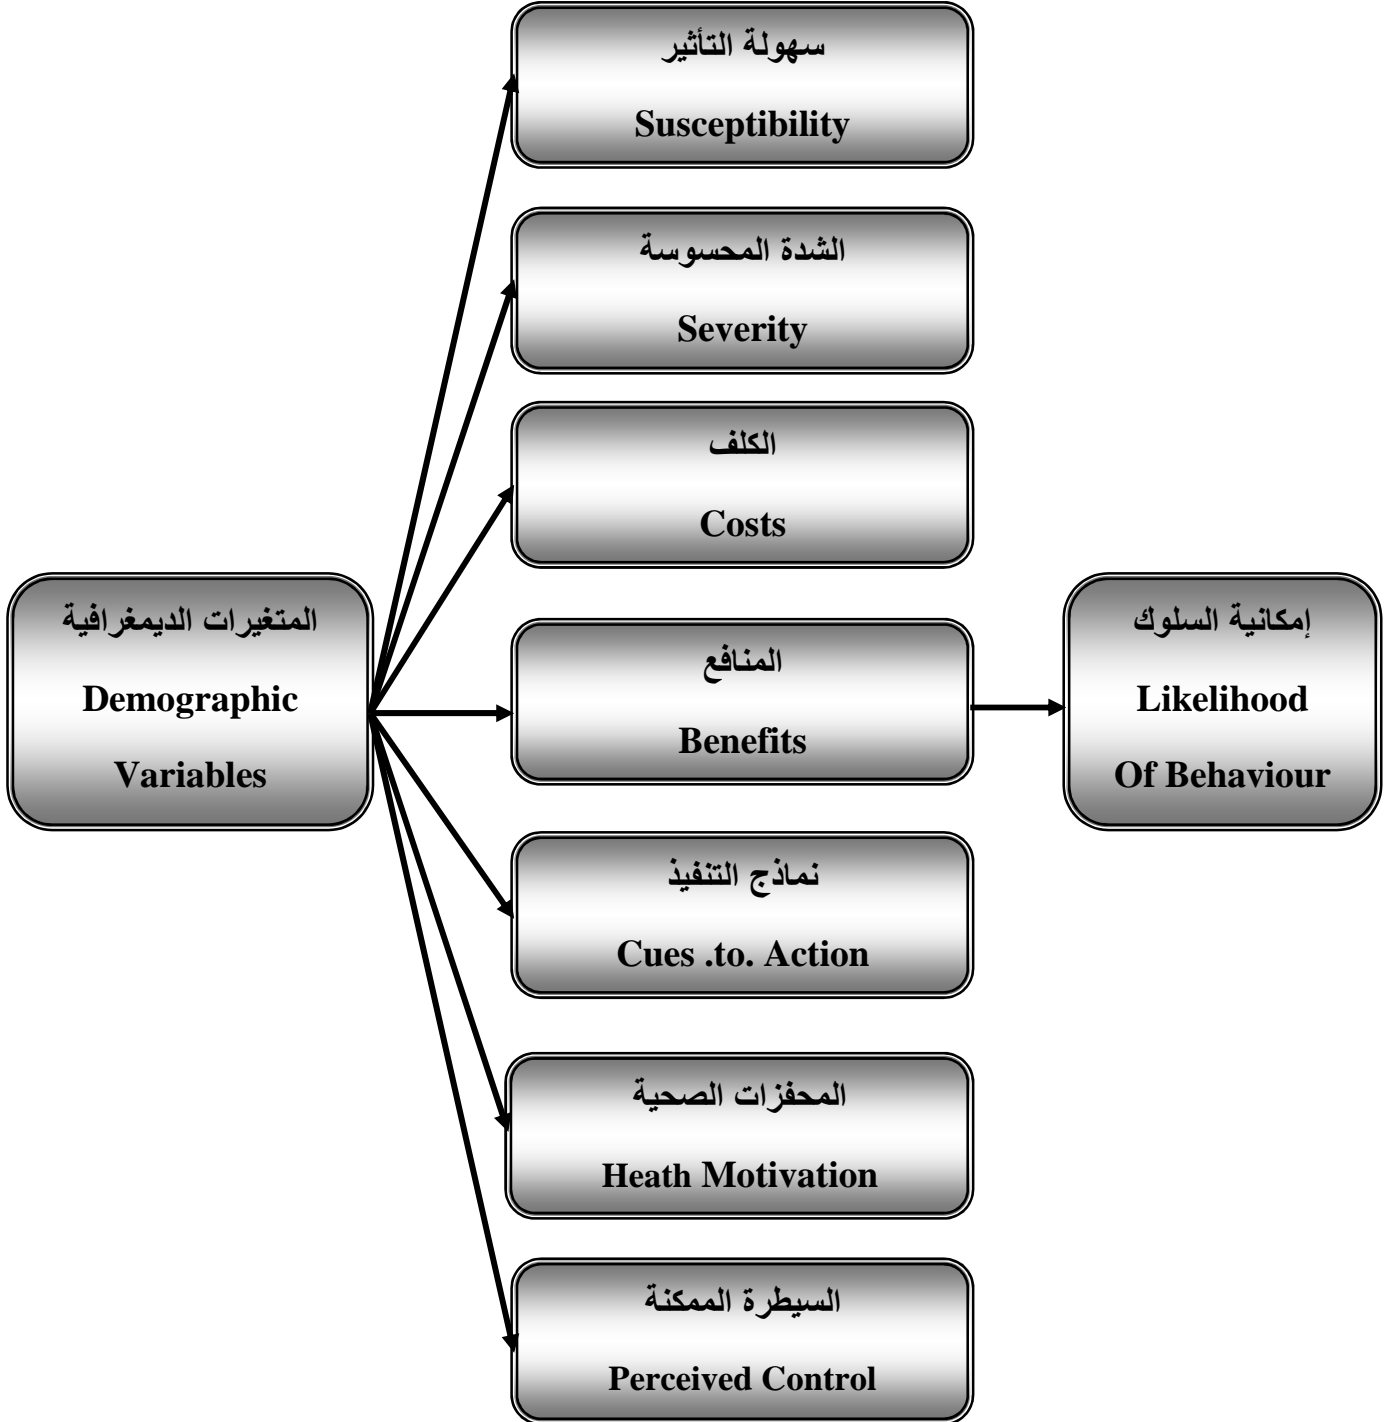 سهولة التأثير
Susceptibility
الشدة المحسوسة
Severity
الكلف
Costs
المتغيرات الديمغرافية
Demographic
Variables
المنافع
Benefits
إمكانية السلوك
Likelihood
Of Behaviour
نماذج التنفيذ
Cues .to. Action
المحفزات الصحية
Heath Motivation
السيطرة الممكنة
Perceived Control